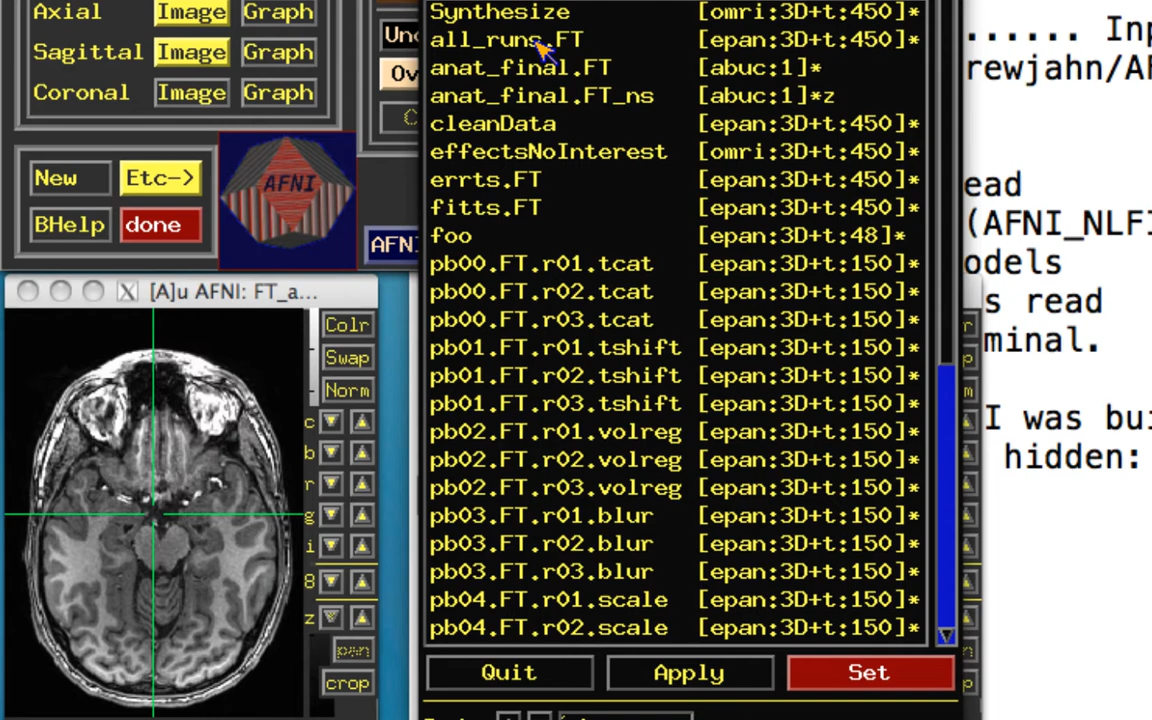 Axial Image Graph
Sagittal Image Graph
Coronal Image Graph
New Etc->
BHelp done
AFNI
[A]u AFNI: FT_a...
Colr
Swap
Norm
c
b
r
g
i
8
z
pan
crop
Synthesize [omri:3D+t:450]*
all_runs.FT [epan:3D+t:450]*
anat_final.FT [abuc:1]*
anat_final.FT_ns [abuc:1]*z
cleanData [epan:3D+t:450]*
effectsNoInterest [omri:3D+t:450]*
errts.FT [epan:3D+t:450]*
fitts.FT [epan:3D+t:450]*
foo [epan:3D+t:48]*
pb00.FT.r01.tcat [epan:3D+t:150]*
pb00.FT.r02.tcat [epan:3D+t:150]*
pb00.FT.r03.tcat [epan:3D+t:150]*
pb01.FT.r01.tshift [epan:3D+t:150]*
pb01.FT.r02.tshift [epan:3D+t:150]*
pb01.FT.r03.tshift [epan:3D+t:150]*
pb02.FT.r01.volreg [epan:3D+t:150]*
pb02.FT.r02.volreg [epan:3D+t:150]*
pb02.FT.r03.volreg [epan:3D+t:150]*
pb03.FT.r01.blur [epan:3D+t:150]*
pb03.FT.r02.blur [epan:3D+t:150]*
pb03.FT.r03.blur [epan:3D+t:150]*
pb04.FT.r01.scale [epan:3D+t:150]*
pb04.FT.r02.scale [epan:3D+t:150]*
Quit Apply Set
...... Inp
rewjahn/AF
ead
(AFNI_NLFI
odels
s read
minal.
I was bui
hidden: